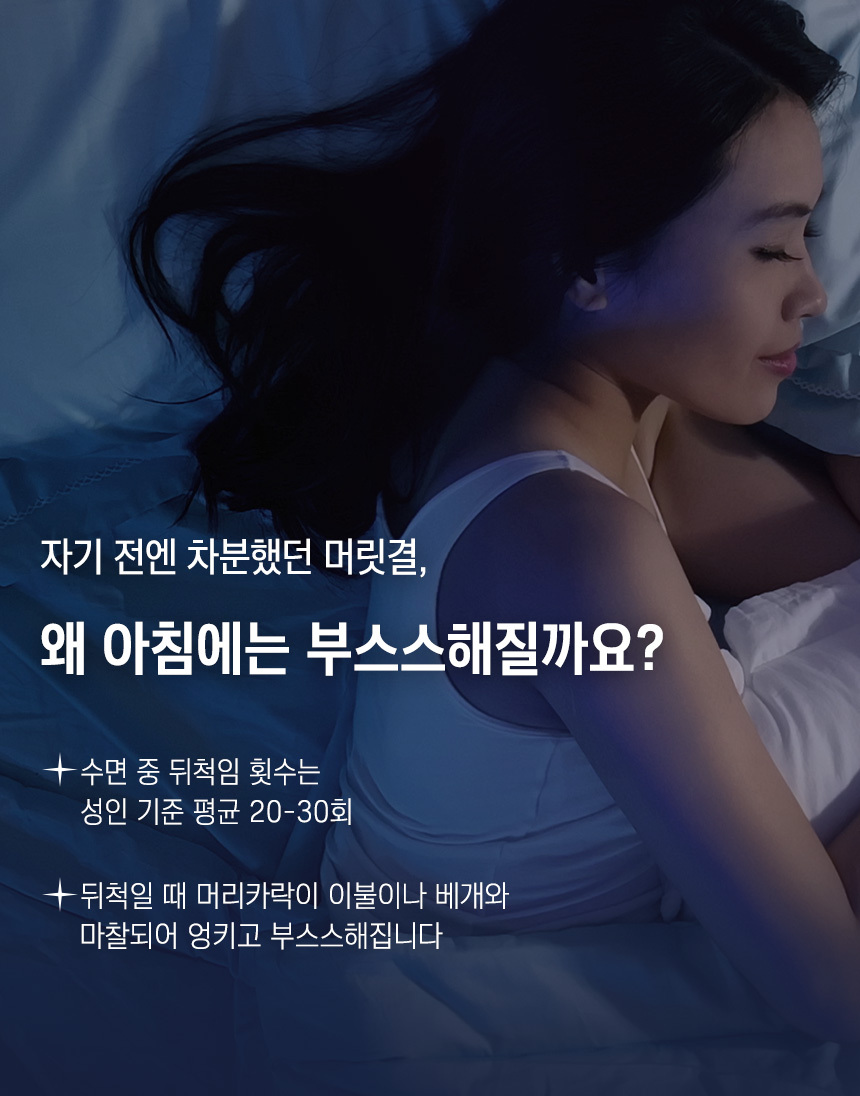 자기 전엔 차분했던 머릿결,
왜 아침에는 부스스해질까요?
수면 중 뒤척임 횟수는
성인 기준 평균 20-30회
뒤척일 때 머리카락이 이불이나 베개와
마찰되어 엉키고 부스스해집니다